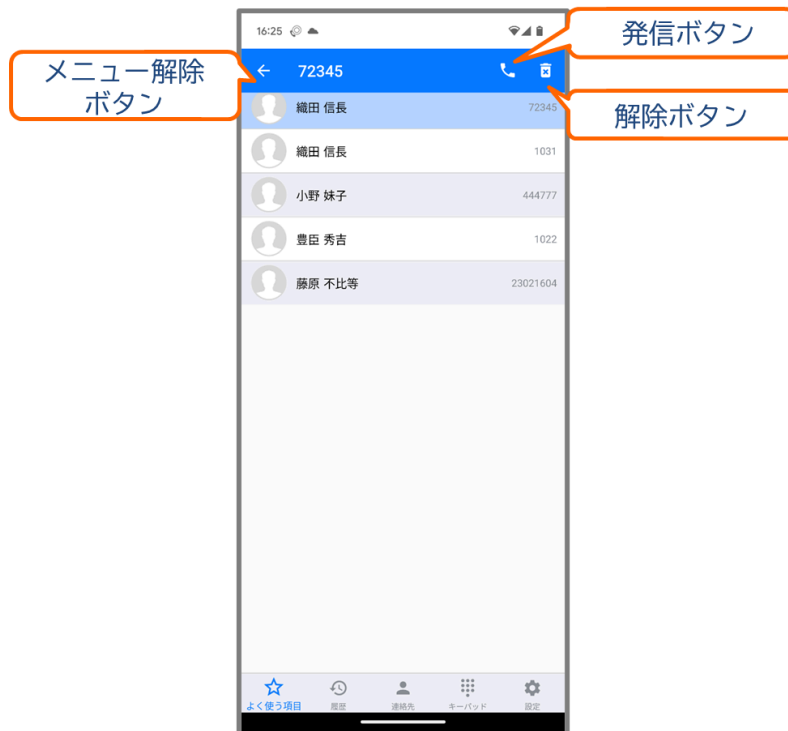 16:25
発信ボタン
メニュー解除
ボタン
72345
解除ボタン
織田 信長 72345
織田 信長 1031
小野 妹子 444777
豊臣 秀吉 1022
藤原 不比等 23021604
よく使う項目 履歴 連絡先 キーパッド 設定